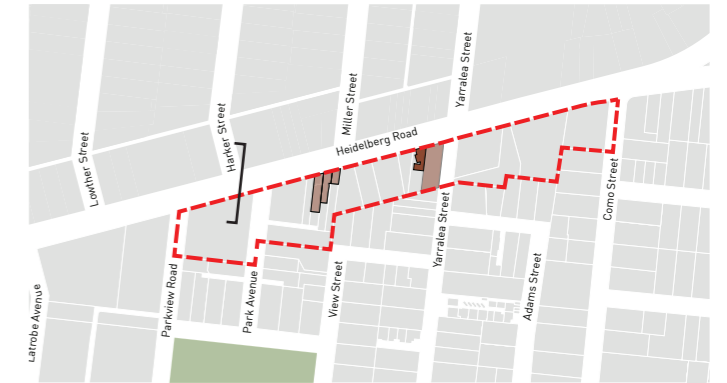 Yarralea Street
Miller Street
Harker Street
Heidelberg Road
Lowther Street
Como Street
Yarralea Street
Adams Street
View Street
Park Avenue
Parkview Road
Latrobe Avenue